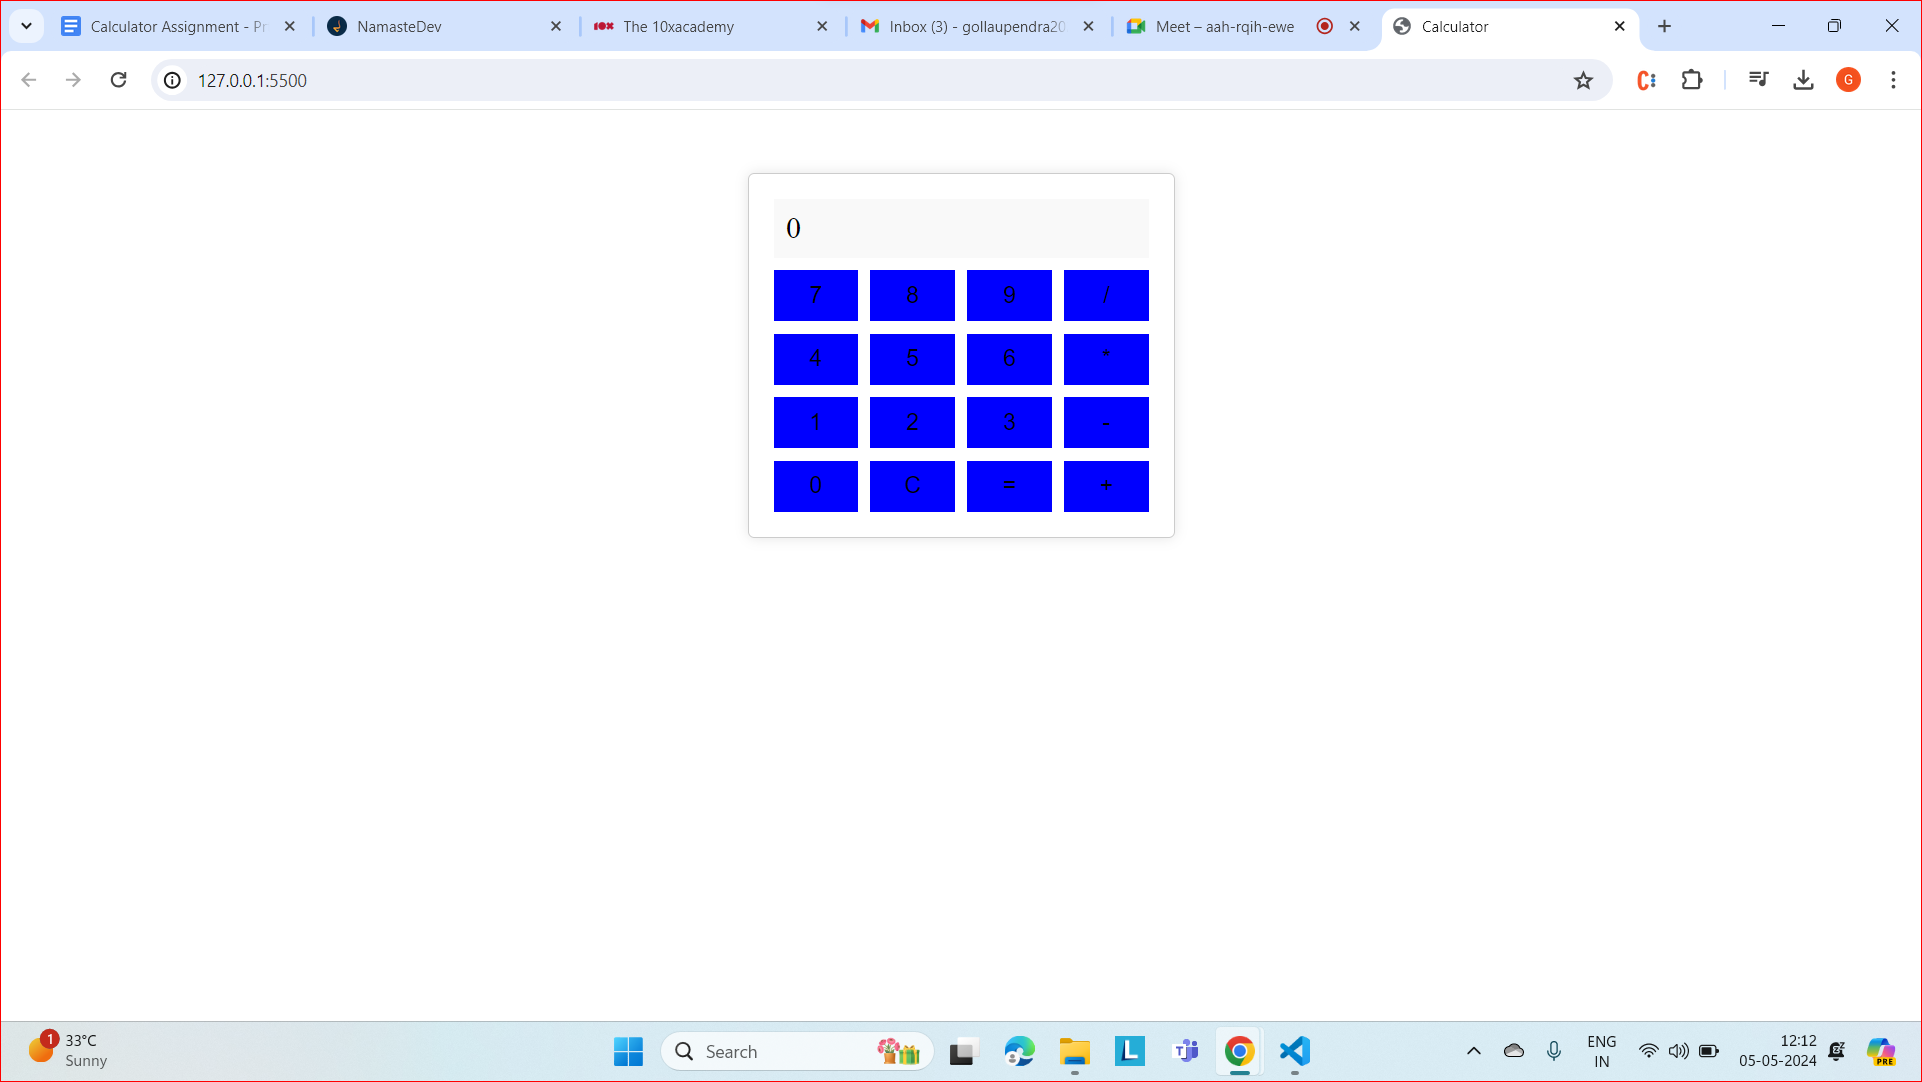 Calculator Assignment - Pr
NamasteDev
The 10xacademy
Inbox (3) - gollaupendra20
Meet – aah-rqih-ewe
Calculator
127.0.0.1:5500
G
0
7 8 9 /
4 5 6 *
1 2 3 -
0 C = +
1
33°C
Sunny
Search
L
ENG
IN
12:12
05-05-2024
PRE